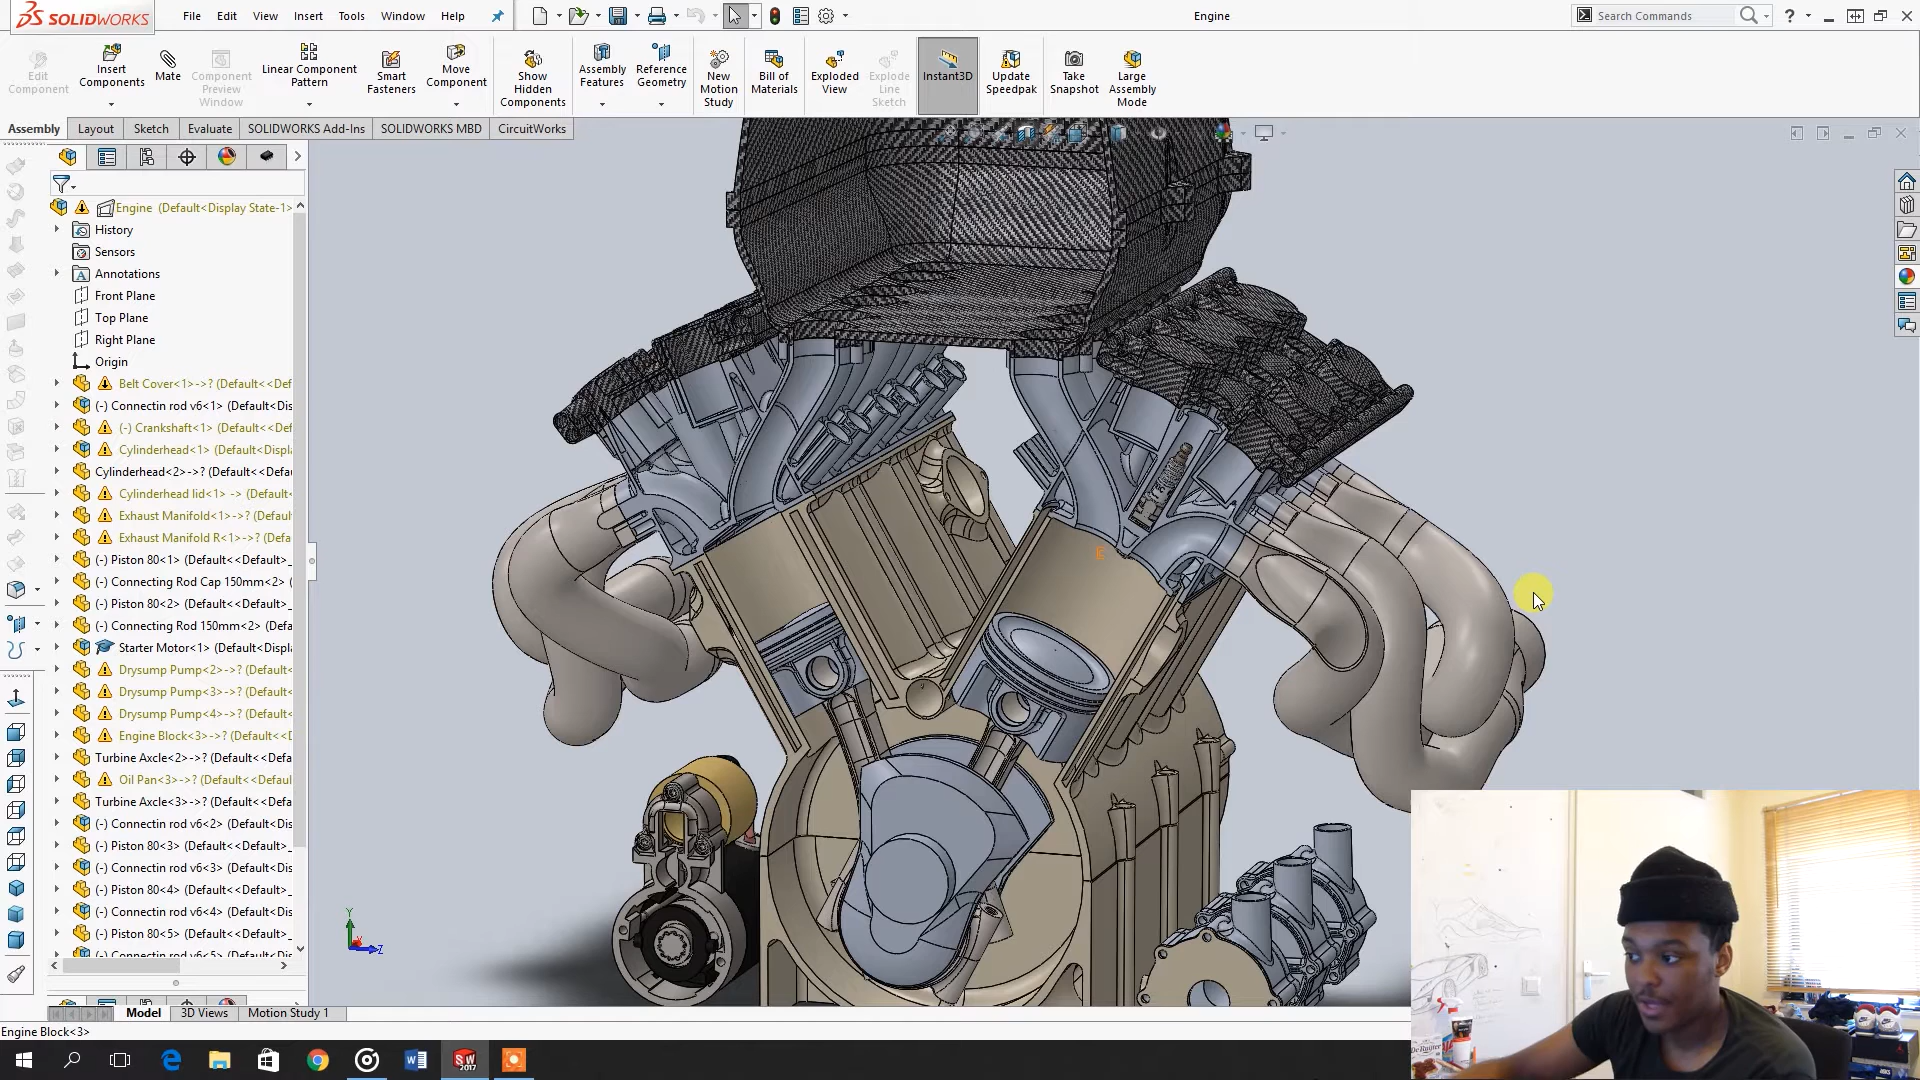 SOLIDWORKS
File Edit View Insert Tools Window Help
Engine
Search Commands
Edit Component
Insert Components
Mate
Component Preview Window
Linear Component Pattern
Smart Fasteners
Move Component
Show Hidden Components
Assembly Features
Reference Geometry
New Motion Study
Bill of Materials
Exploded View
Explode Line Sketch
Instant3D
Update Speedpak
Take Snapshot
Large Assembly Mode
Assembly Layout Sketch Evaluate SOLIDWORKS Add-Ins SOLIDWORKS MBD CircuitWorks
Engine (Default<Display State-1>
History
Sensors
Annotations
Front Plane
Top Plane
Right Plane
Origin
Belt Cover<1>->? (Default<<Def
(-) Connectin rod v6<1> (Default<Dis
(-) Crankshaft<1> (Default<<Def
Cylinderhead<1> (Default<Displ
Cylinderhead<2>->? (Default<<Defa
Cylinderhead lid<1> -> (Default<
Exhaust Manifold<1>->? (Defaul
Exhaust Manifold R<1>->? (Defa
(-) Piston 80<1> (Default<<Default>_
(-) Connecting Rod Cap 150mm<2> (
(-) Piston 80<2> (Default<<Default>_
(-) Connecting Rod 150mm<2> (Defa
Starter Motor<1> (Default<Displ
Drysump Pump<2>->? (Default<
Drysump Pump<3>->? (Default<
Drysump Pump<4>->? (Default<
Engine Block<3>->? (Default<<D
Turbine Axcle<2>->? (Default<<Defa
Oil Pan<3>->? (Default<<Defaul
Turbine Axcle<3>->? (Default<<Defa
(-) Connectin rod v6<2> (Default<Dis
(-) Piston 80<3> (Default<<Default>_
(-) Connectin rod v6<3> (Default<Dis
(-) Piston 80<4> (Default<<Default>_
(-) Connectin rod v6<4> (Default<Dis
(-) Piston 80<5> (Default<<Default>_
(-) Connectin rod v6<5> (Default<Dis
Y
X
Z
Model 3D Views Motion Study 1
Engine Block<3>
SW
2017